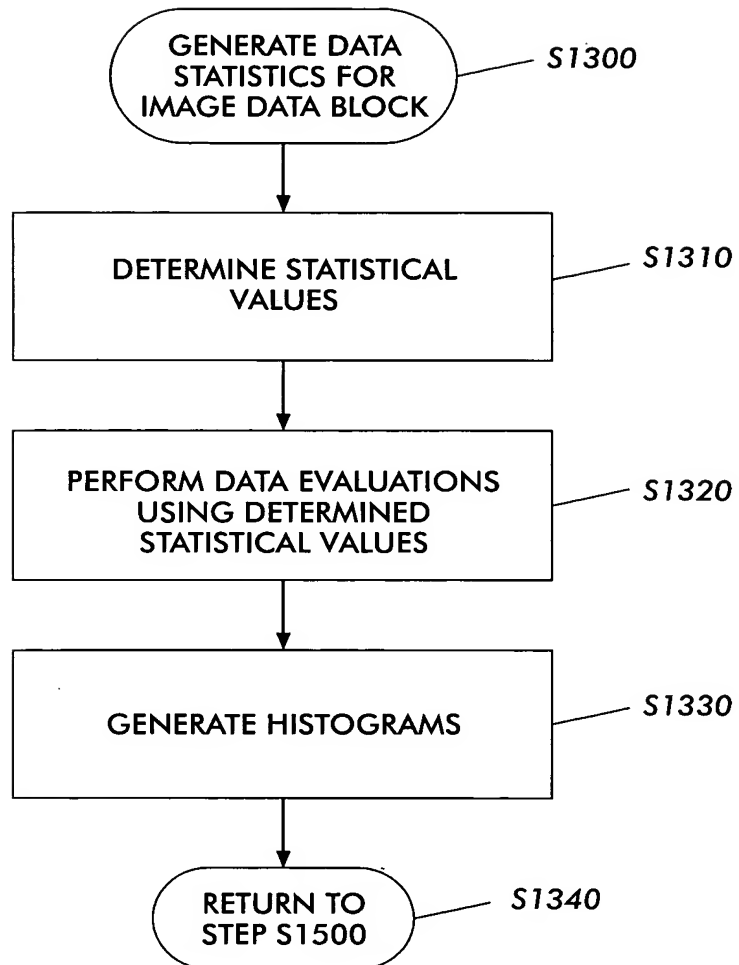 GENERATE DATA
STATISTICS FOR
IMAGE DATA BLOCK
S1300
DETERMINE STATISTICAL
VALUES
S1310
PERFORM DATA EVALUATIONS
USING DETERMINED
STATISTICAL VALUES
S1320
GENERATE HISTOGRAMS
S1330
RETURN TO
STEP S1500
S1340